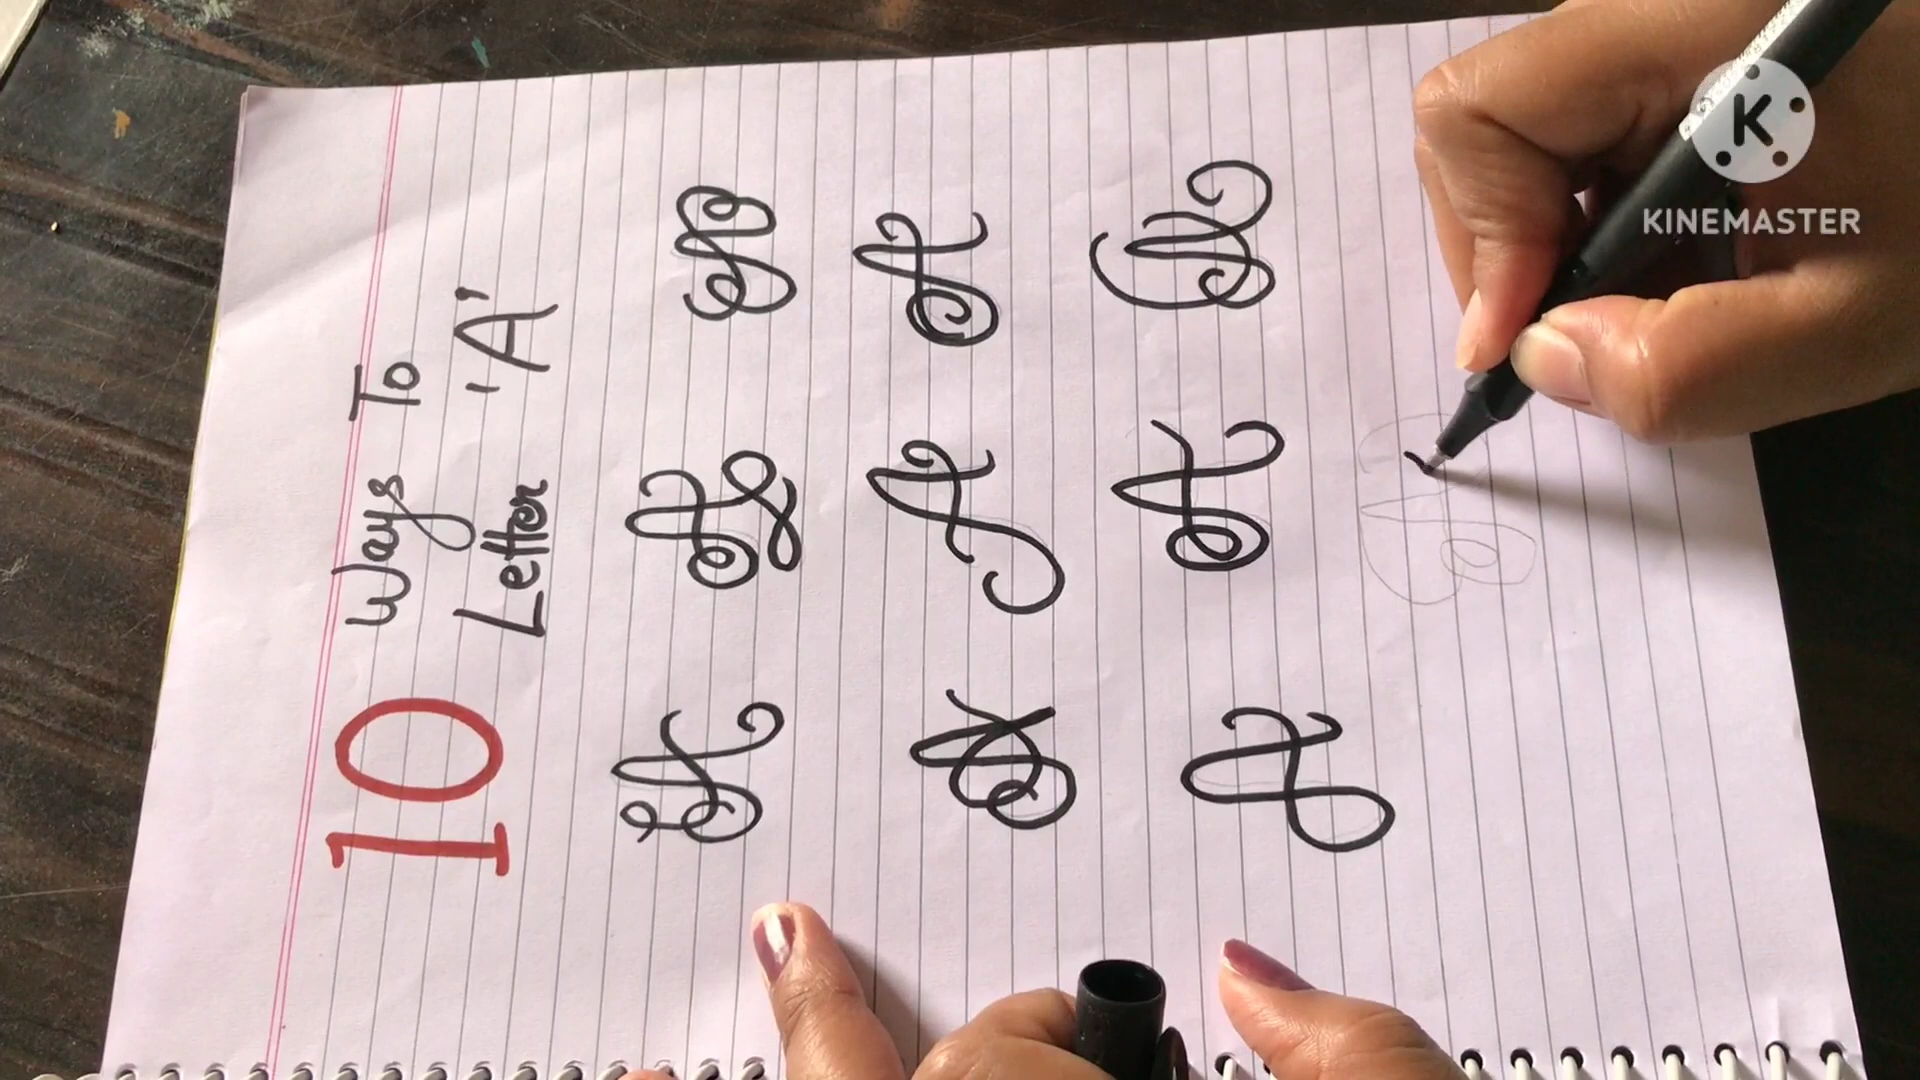 10 Ways To
Letter 'A'
A A A
A A A
A A A
K
KINEMASTER